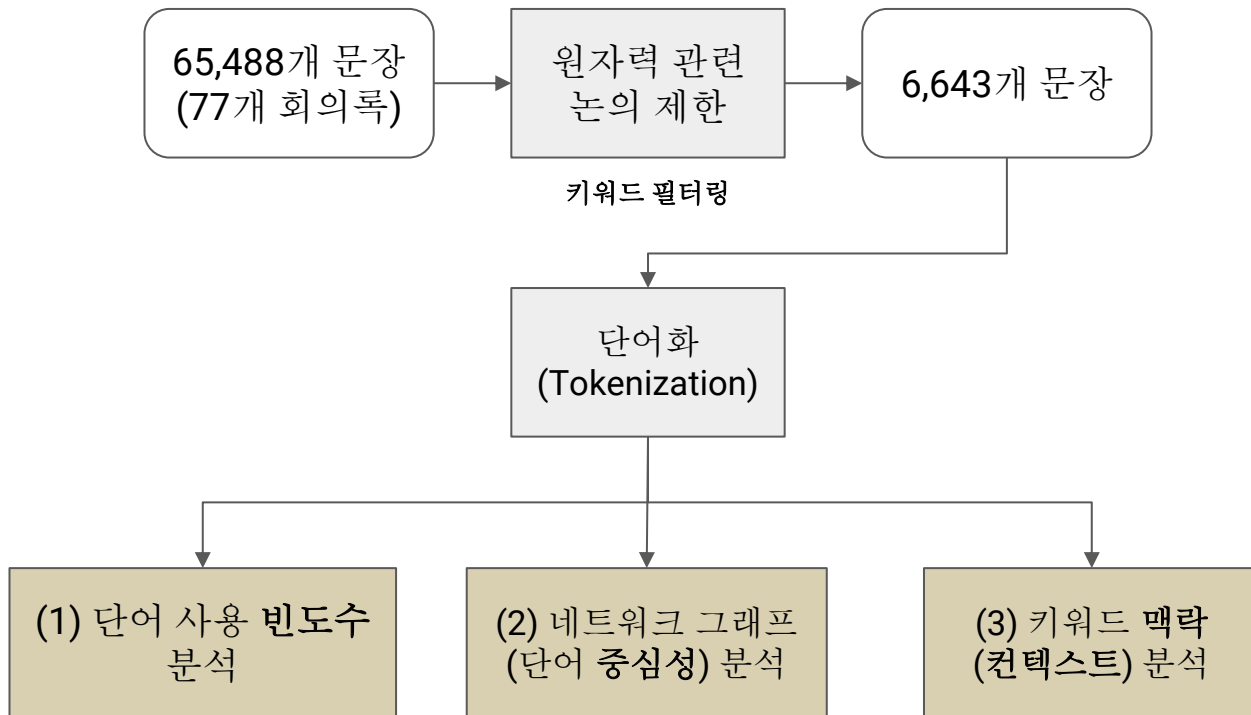 65,488개 문장
(77개 회의록)
원자력 관련
논의 제한
6,643개 문장
키워드 필터링
단어화
(Tokenization)
(1) 단어 사용 빈도수
분석
(2) 네트워크 그래프
(단어 중심성) 분석
(3) 키워드 맥락
(컨텍스트) 분석